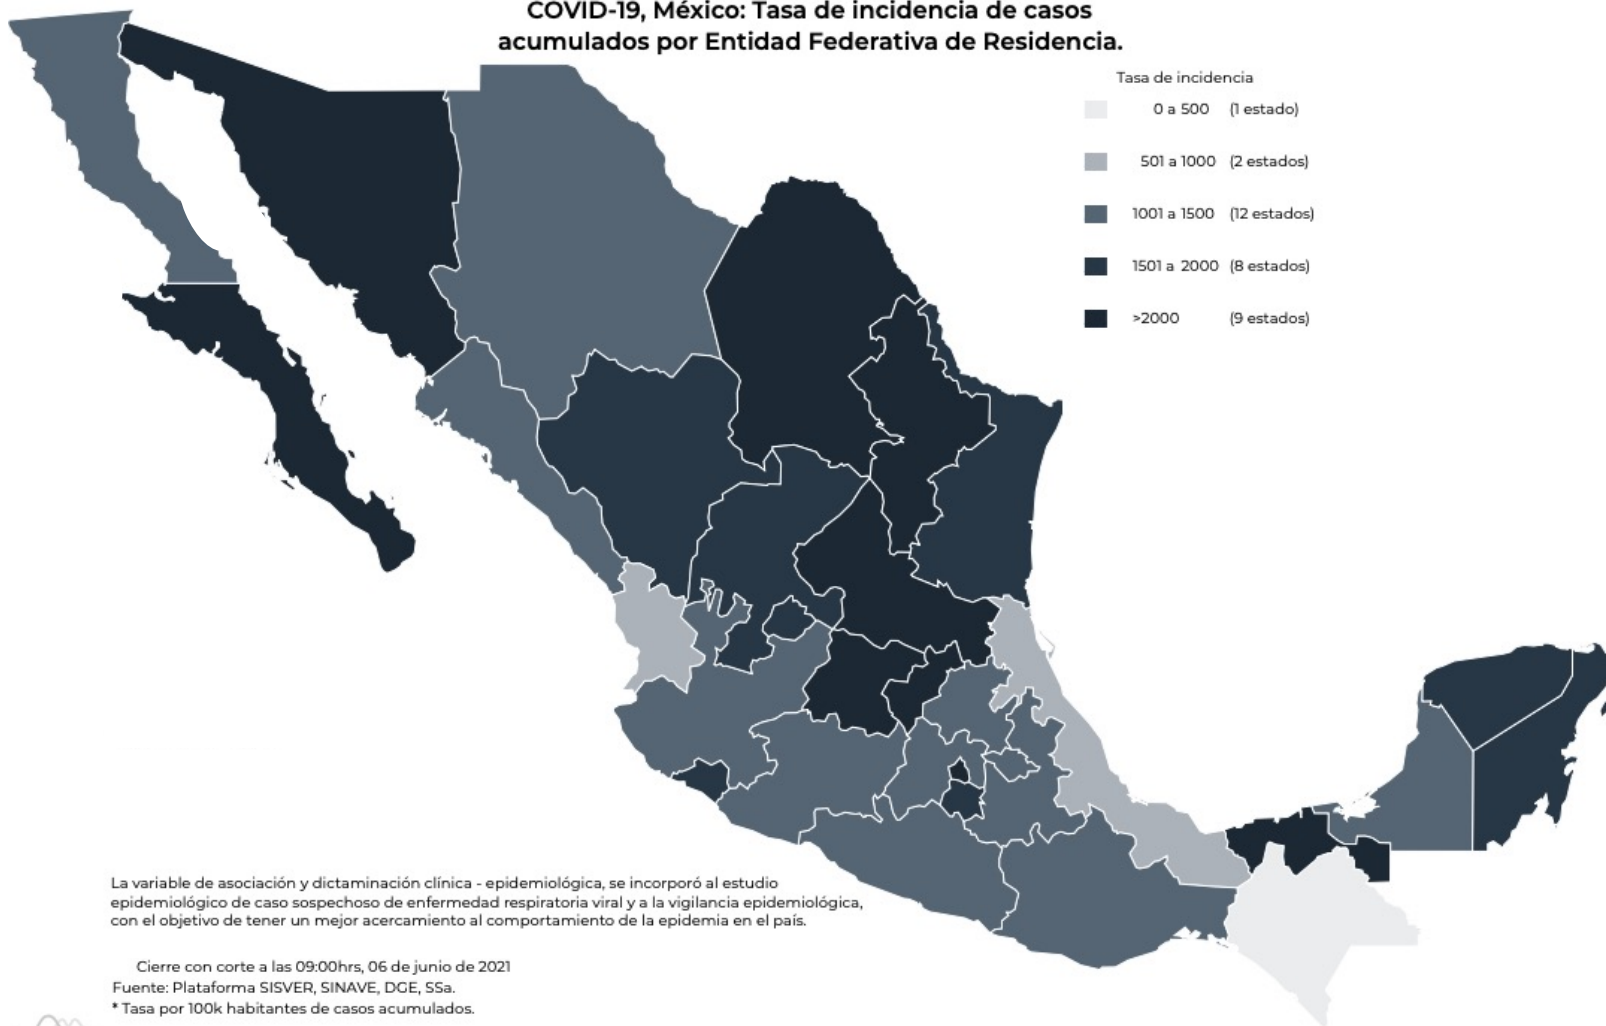 COVID-19, México: Tasa de incidencia de casos
acumulados por Entidad Federativa de Residencia.
Tasa de incidencia
0 a 500 (1 estado)
501 a 1000 (2 estados)
1001 a 1500 (12 estados)
1501 a 2000 (8 estados)
>2000 (9 estados)
La variable de asociación y dictaminación clínica - epidemiológica, se incorporó al estudio
epidemiológico de caso sospechoso de enfermedad respiratoria viral y a la vigilancia epidemiológica,
con el objetivo de tener un mejor acercamiento al comportamiento de la epidemia en el país.
Cierre con corte a las 09:00hrs, 06 de junio de 2021
Fuente: Plataforma SISVER, SINAVE, DGE, SSa.
* Tasa por 100k habitantes de casos acumulados.